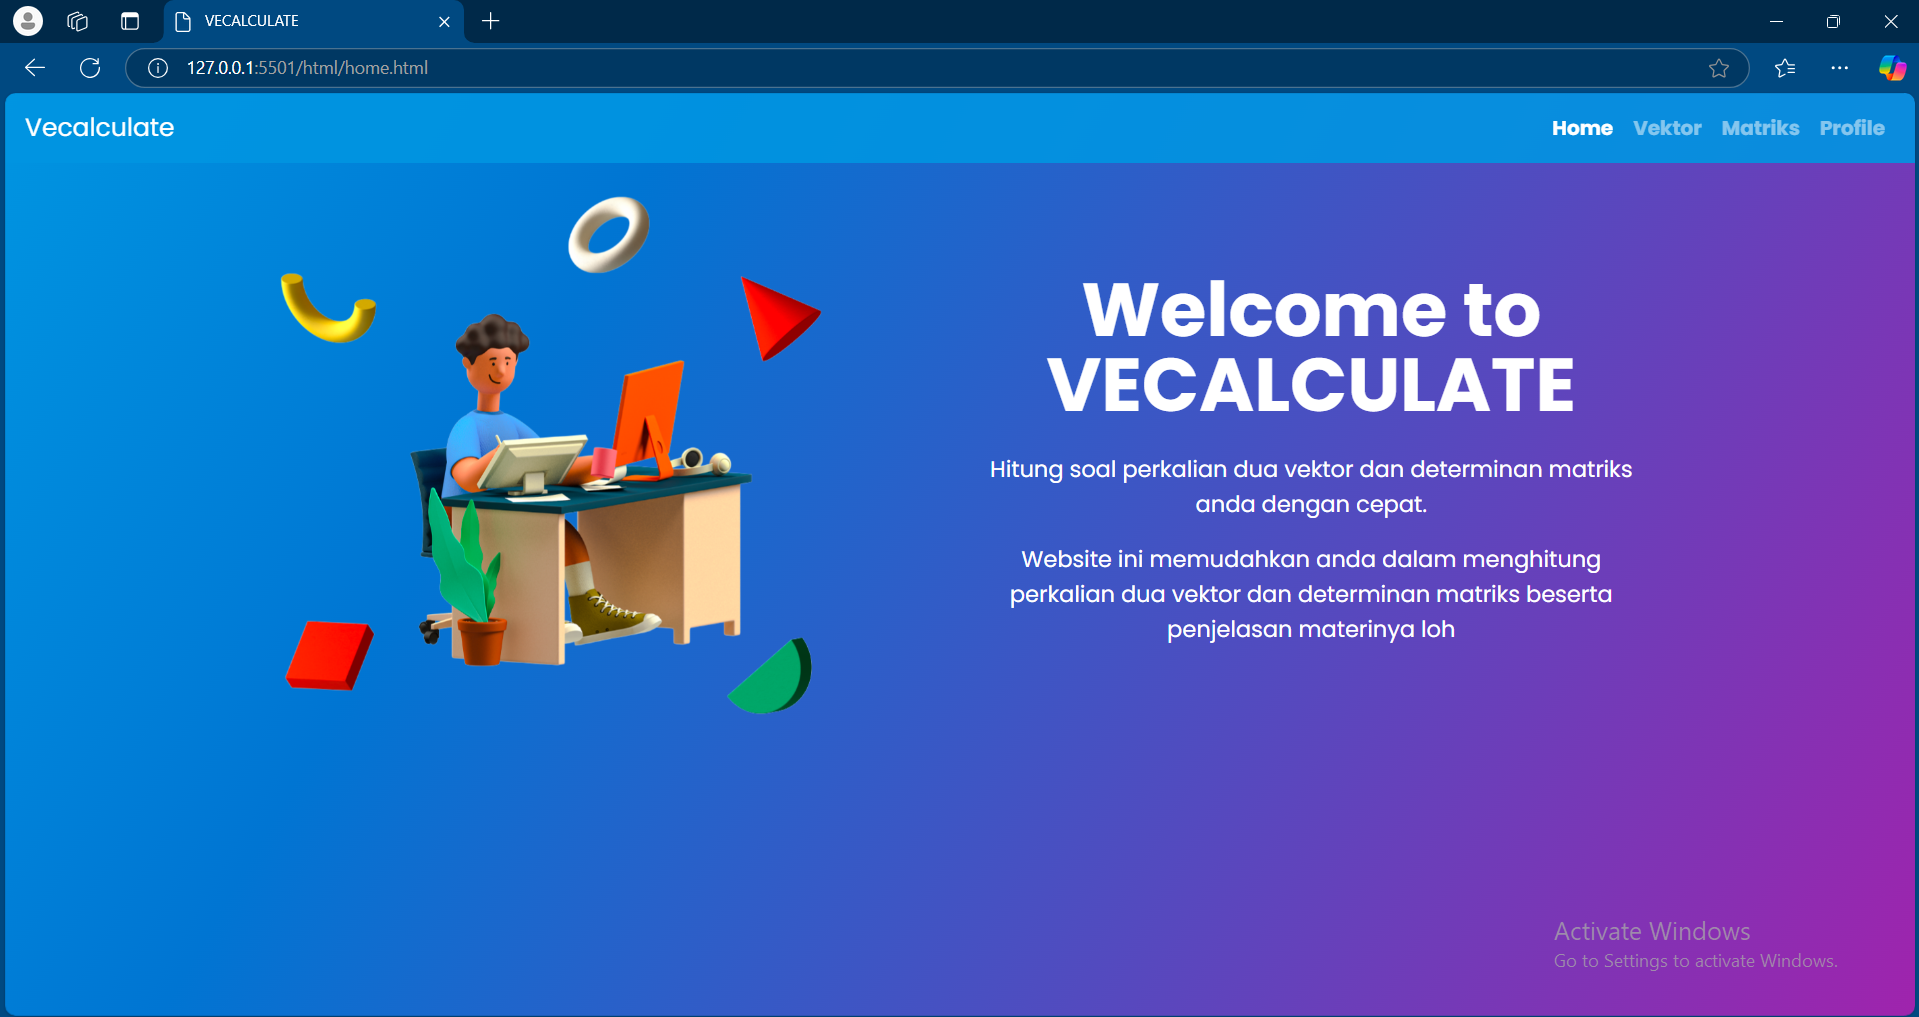 VECALCULATE
127.0.0.1:5501/html/home.html
Vecalculate
Home Vektor Matriks Profile
Welcome to
VECALCULATE
Hitung soal perkalian dua vektor dan determinan matriks
anda dengan cepat.
Website ini memudahkan anda dalam menghitung
perkalian dua vektor dan determinan matriks beserta
penjelasan materinya loh
Activate Windows
Go to Settings to activate Windows.